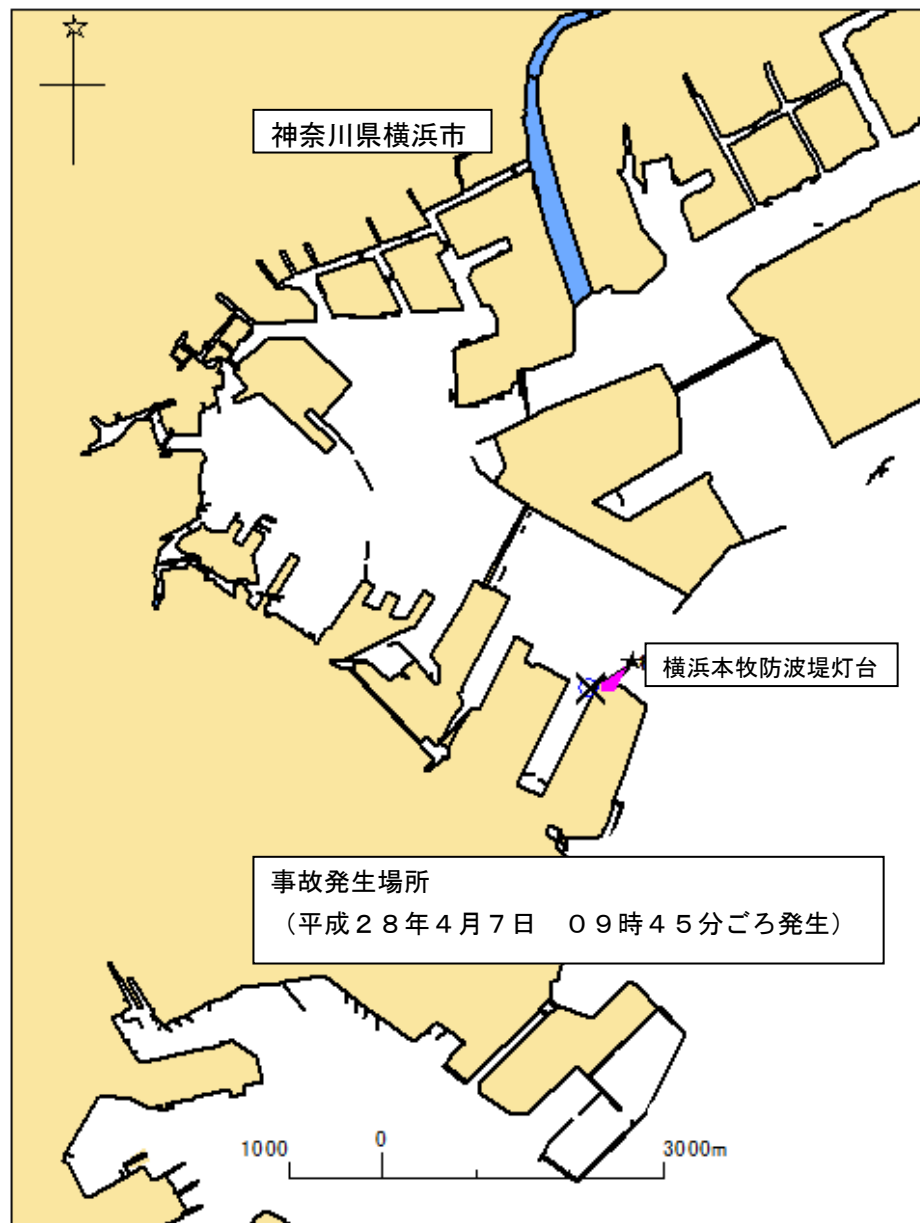 神奈川県横浜市
横浜本牧防波堤灯台
事故発生場所
（平成２８年４月７日　０９時４５分ごろ発生）
1000 0 3000m